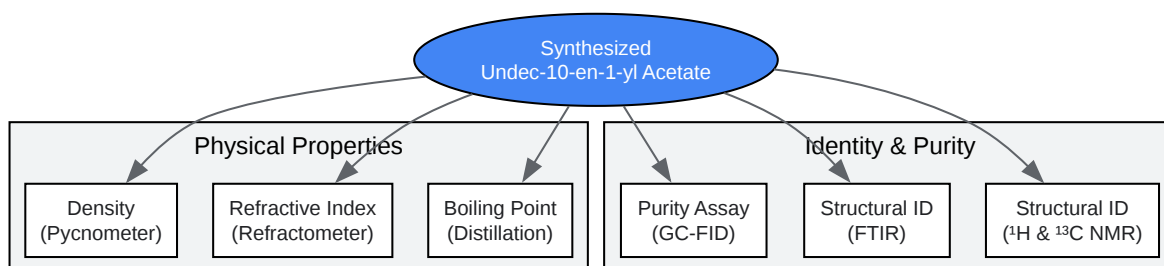 Synthesized
Undec-10-en-1-yl Acetate
Physical Properties
Identity & Purity
Density
(Pycnometer)
Refractive Index
(Refractometer)
Boiling Point
(Distillation)
Purity Assay
(GC-FID)
Structural ID
(FTIR)
Structural ID
(¹H & ¹³C NMR)